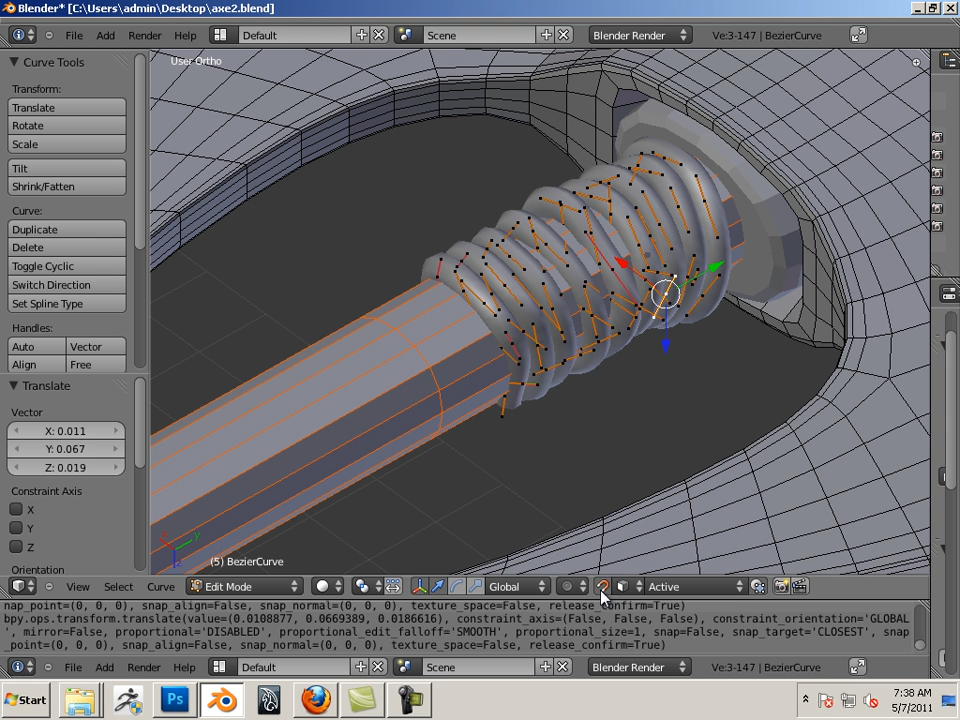 Blender* [C:\Users\admin\Desktop\axe2.blend]
File Add Render Help Default Scene Blender Render Ve:3-147 | BezierCurve
Curve Tools
Transform:
Translate
Rotate
Scale
Tilt
Shrink/Fatten
Curve:
Duplicate
Delete
Toggle Cyclic
Switch Direction
Set Spline Type
Handles:
Auto Vector
Align Free
Translate
Vector
X: 0.011
Y: 0.067
Z: 0.019
Constraint Axis
X
Y
Z
Orientation
User Ortho
(5) BezierCurve
View Select Curve Edit Mode Global Active
nap_point=(0, 0, 0), snap_align=False, snap_normal=(0, 0, 0), texture_space=False, release_confirm=True)
bpy.ops.transform.translate(value=(0.0108877, 0.0669389, 0.0186616), constraint_axis=(False, False, False), constraint_orientation='GLOBAL
', mirror=False, proportional='DISABLED', proportional_edit_falloff='SMOOTH', proportional_size=1, snap=False, snap_target='CLOSEST', snap
_point=(0, 0, 0), snap_align=False, snap_normal=(0, 0, 0), texture_space=False, release_confirm=True)
File Add Render Help Default Scene Blender Render Ve:3-147 | BezierCurve
Start Ps 7:38 AM
5/7/2011